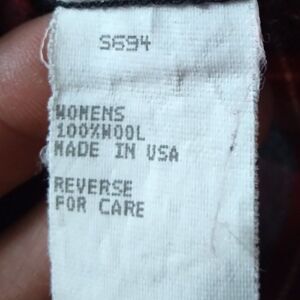 S694
WOMENS
100%WOOL
MADE IN USA
REVERSE
FOR CARE